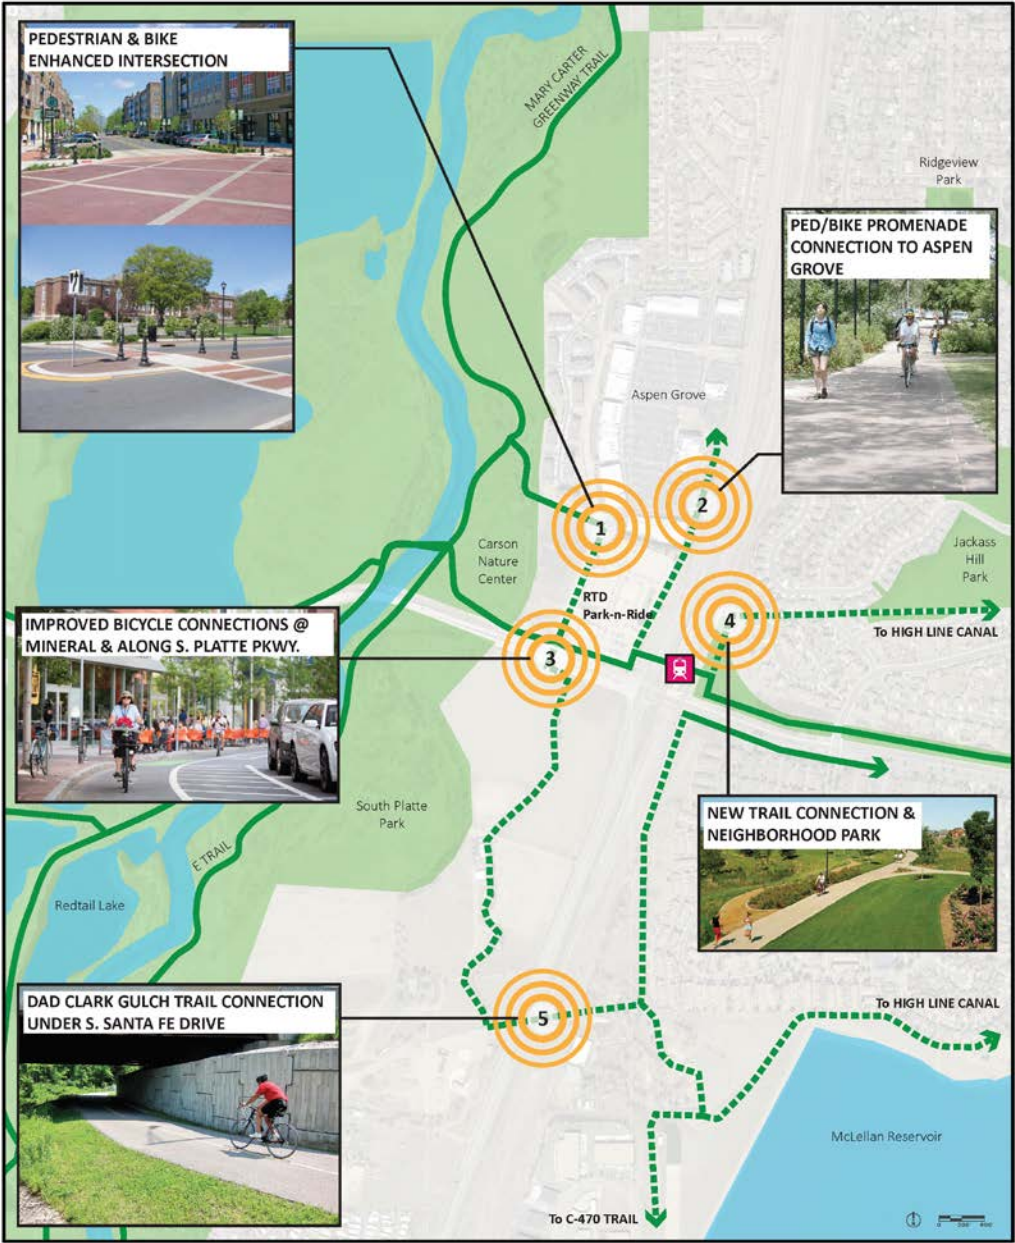 PEDESTRIAN & BIKE
ENHANCED INTERSECTION
MARY CARTER
GREENWAY TRAIL
Ridgeview
Park
PED/BIKE PROMENADE
CONNECTION TO ASPEN
GROVE
Aspen Grove
2
1
Carson
Nature
Center
Jackass
Hill
Park
RTD
Park-n-Ride
4
To HIGH LINE CANAL
IMPROVED BICYCLE CONNECTIONS @
MINERAL & ALONG S. PLATTE PKWY.
3
South Platte
Park
NEW TRAIL CONNECTION &
NEIGHBORHOOD PARK
E TRAIL
Redtail Lake
DAD CLARK GULCH TRAIL CONNECTION
UNDER S. SANTA FE DRIVE
5
To HIGH LINE CANAL
McLellan Reservoir
To C-470 TRAIL